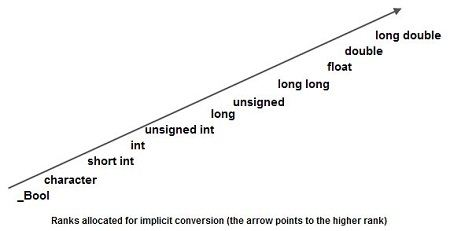 long double
double
float
long long
unsigned
long
unsigned int
int
short int
character
_Bool
Ranks allocated for implicit conversion (the arrow points to the higher rank)